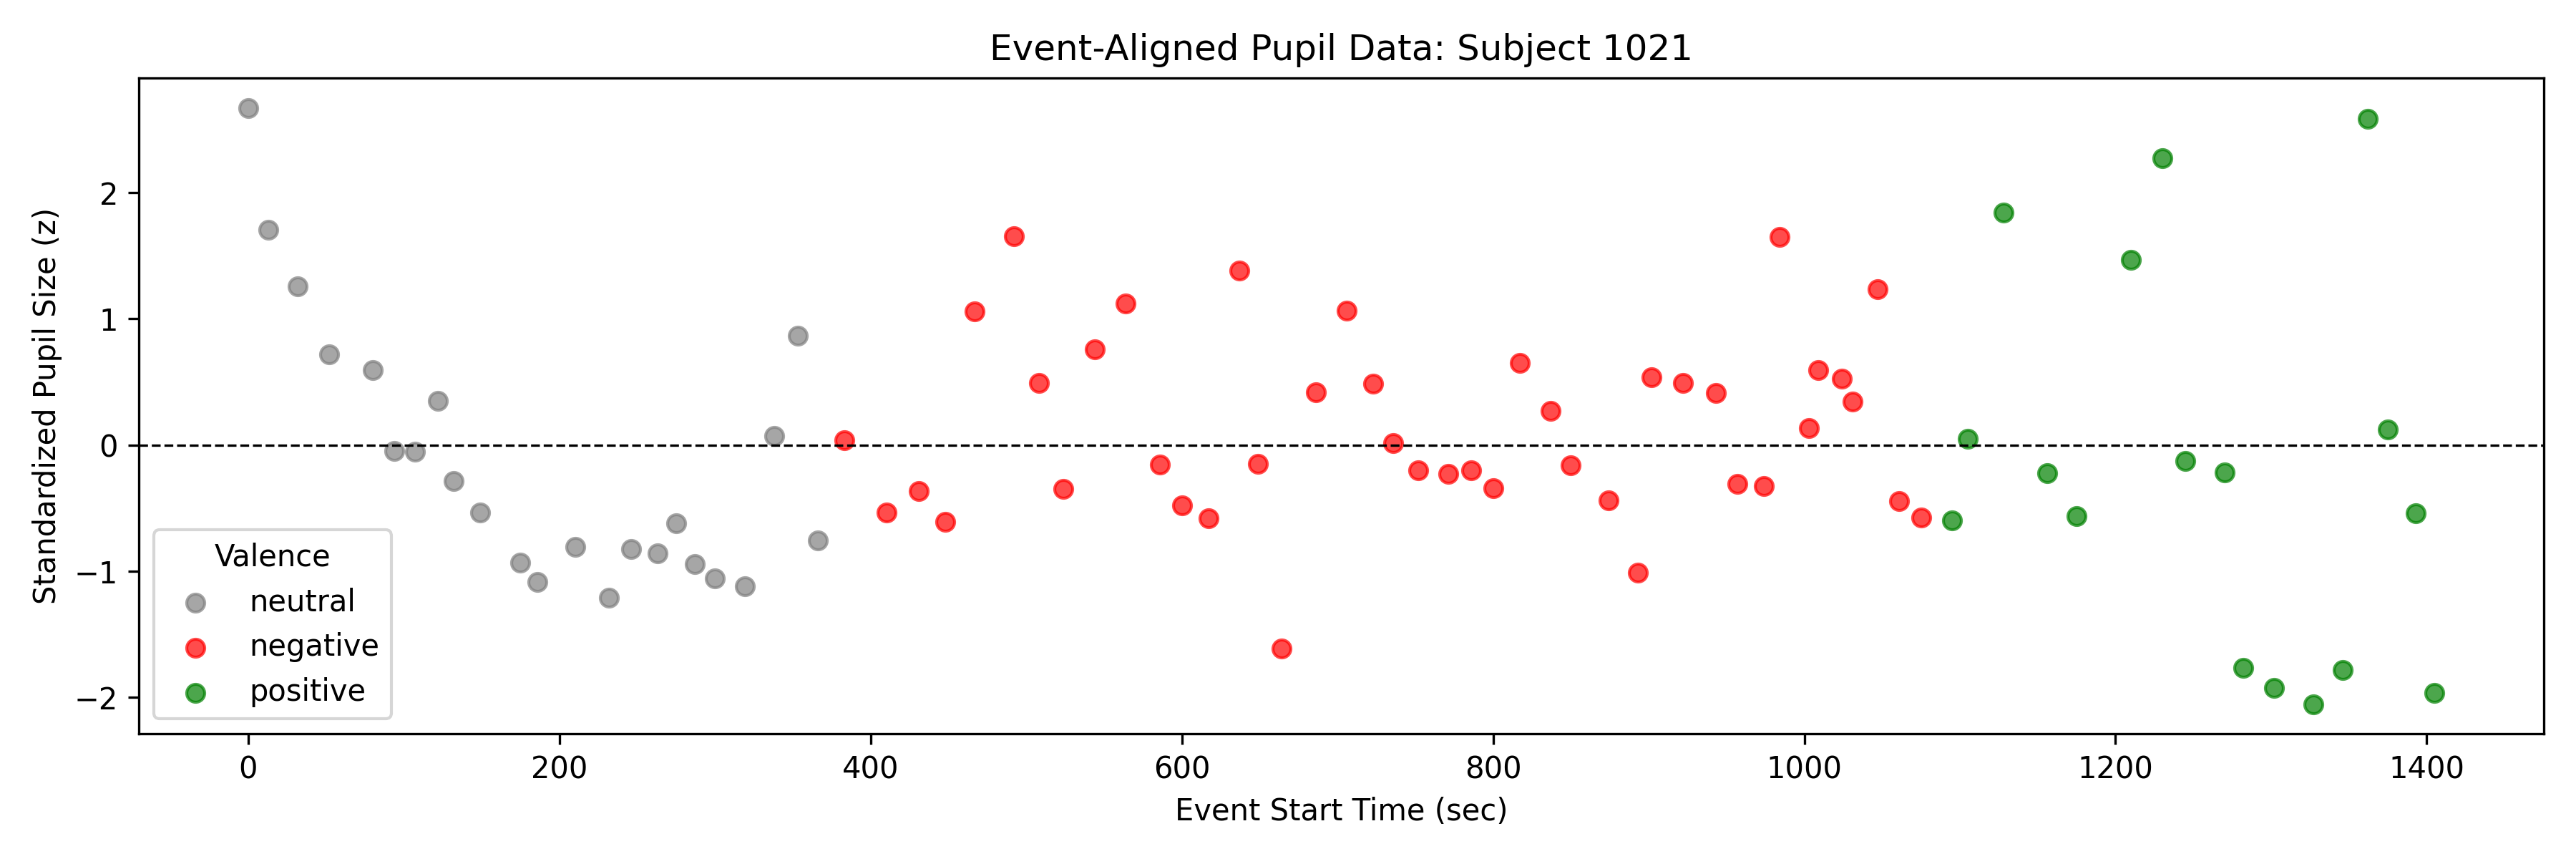 Event-Aligned Pupil Data: Subject 1021
Standardized Pupil Size (z)
2
1
0
−1
−2
Valence
neutral
negative
positive
0 200 400 600 800 1000 1200 1400
Event Start Time (sec)